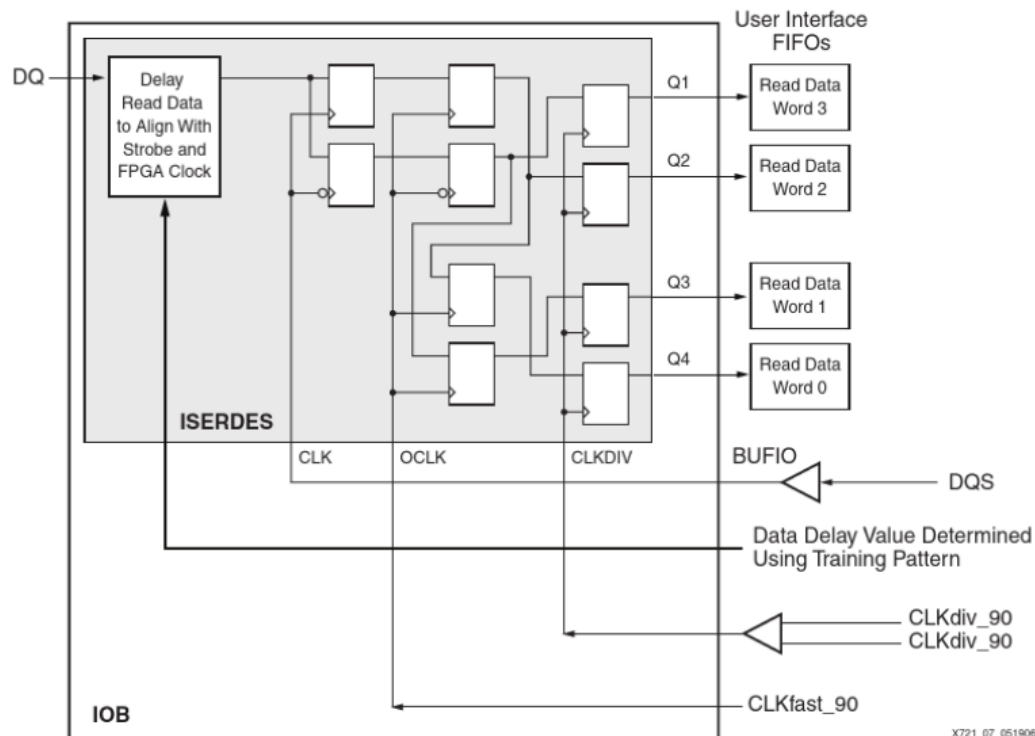 User Interface
FIFOs
DQ
Delay
Read Data
to Align With
Strobe and
FPGA Clock
Q1
Read Data
Word 3
Q2
Read Data
Word 2
Q3
Read Data
Word 1
Q4
Read Data
Word 0
ISERDES
CLK
OCLK
CLKDIV
BUFIO
DQS
Data Delay Value Determined
Using Training Pattern
CLKdiv_90
CLKdiv_90
CLKfast_90
IOB
X721_07_051906